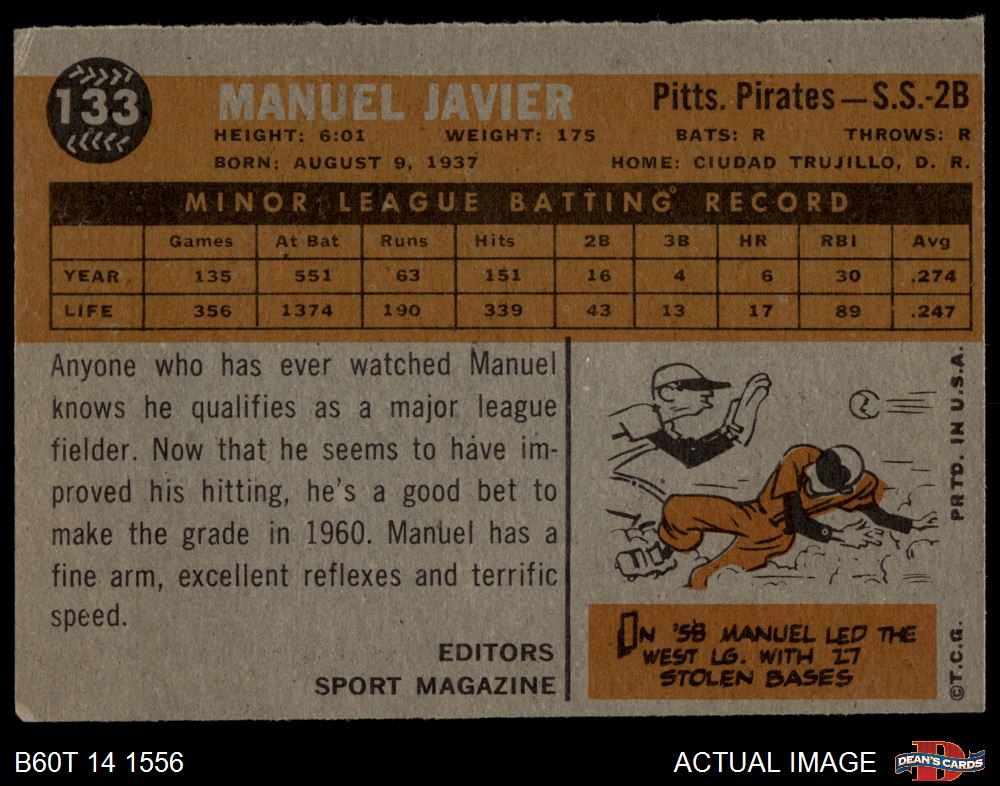 133
MANUEL JAVIER
Pitts. Pirates—S.S.-2B
HEIGHT: 6:01 WEIGHT: 175 BATS: R THROWS: R
BORN: AUGUST 9, 1937 HOME: CIUDAD TRUJILLO, D. R.
MINOR LEAGUE BATTING RECORD
Games At Bat Runs Hits 2B 3B HR RBI Avg
YEAR 135 551 63 151 16 4 6 30 .274
LIFE 356 1374 190 339 43 13 17 89 .247
Anyone who has ever watched Manuel
knows he qualifies as a major league
fielder. Now that he seems to have im-
proved his hitting, he's a good bet to
make the grade in 1960. Manuel has a
fine arm, excellent reflexes and terrific
speed.
EDITORS
SPORT MAGAZINE
IN '58 MANUEL LED THE
WEST LG. WITH 27
STOLEN BASES
©T.C.G. PRTD. IN U.S.A.
B60T 14 1556
ACTUAL IMAGE
D
DEAN'S CARDS